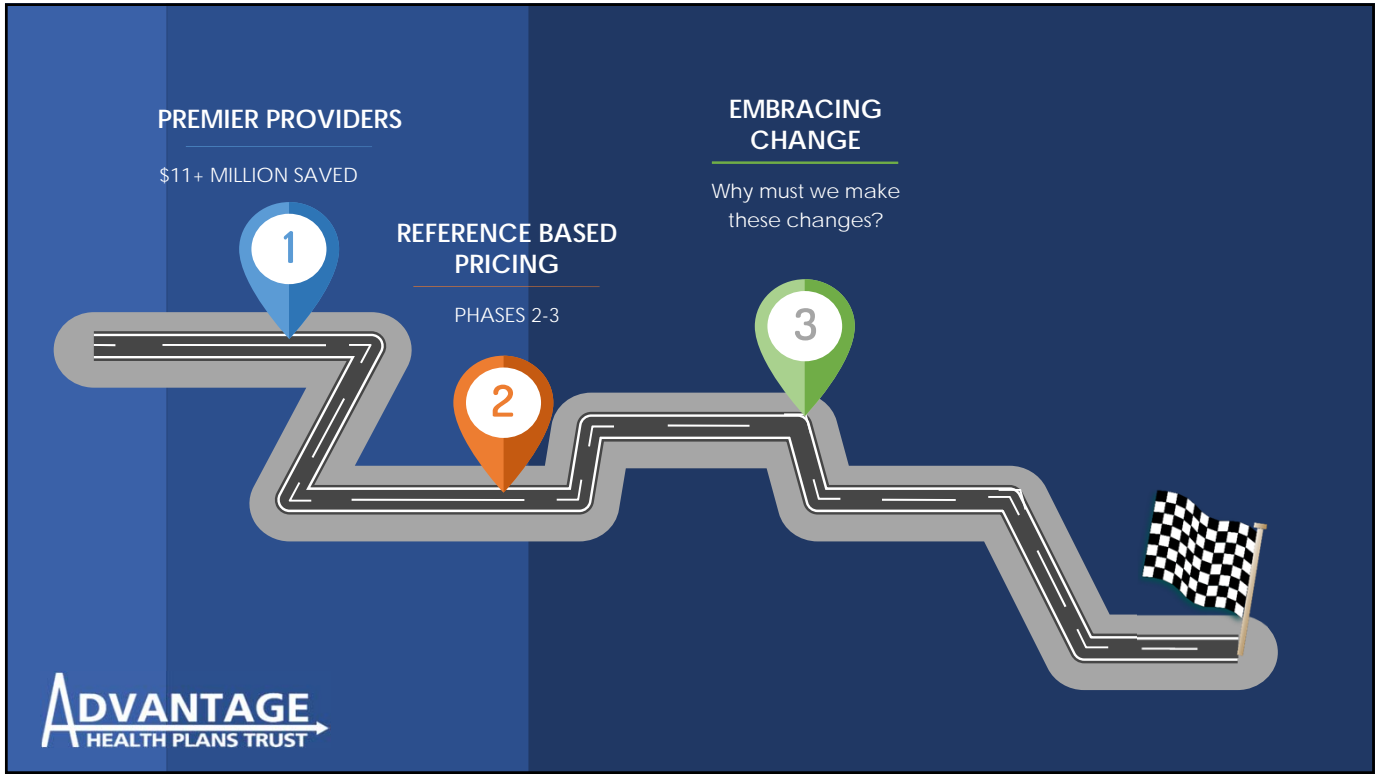 PREMIER PROVIDERS
$11+ MILLION SAVED
1
REFERENCE BASED
PRICING
PHASES 2-3
2
EMBRACING
CHANGE
Why must we make
these changes?
3
ADVANTAGE
HEALTH PLANS TRUST